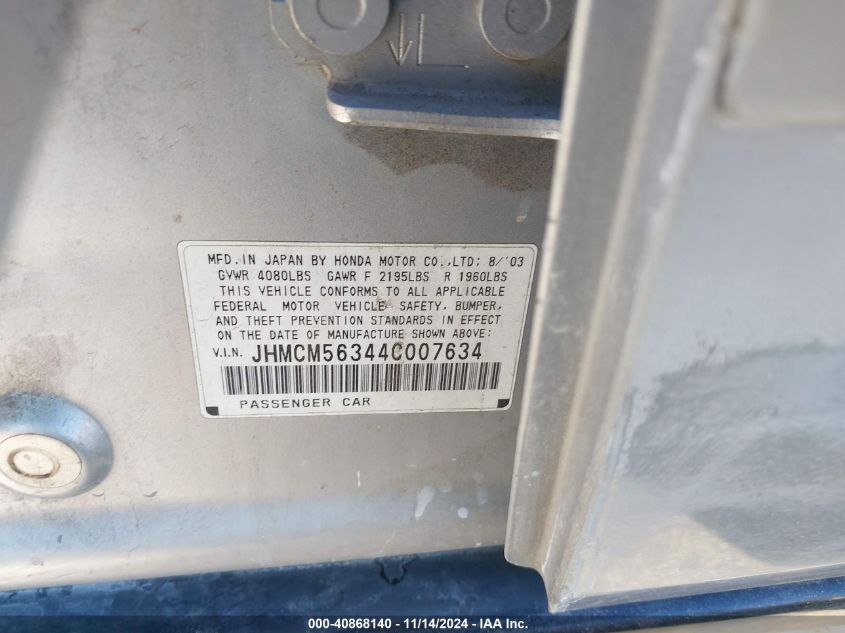 MFD.IN JAPAN BY HONDA MOTOR CO.,LTD; 8/'03
GVWR 4080LBS GAWR F 2195LBS R 1960LBS
THIS VEHICLE CONFORMS TO ALL APPLICABLE
FEDERAL MOTOR VEHICLE SAFETY, BUMPER,
AND THEFT PREVENTION STANDARDS IN EFFECT
ON THE DATE OF MANUFACTURE SHOWN ABOVE:
V.I.N. JHMCM56344C007634
PASSENGER CAR
000-40868140 - 11/14/2024 - IAA Inc.